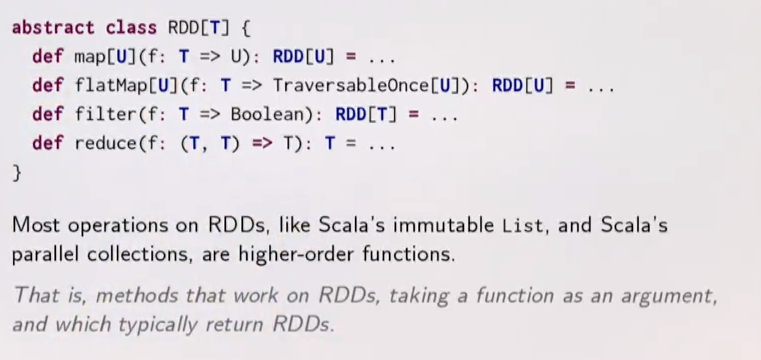 abstract class RDD[T] {
def map[U](f: T => U): RDD[U] = ...
def flatMap[U](f: T => TraversableOnce[U]): RDD[U] = ...
def filter(f: T => Boolean): RDD[T] = ...
def reduce(f: (T, T) => T): T = ...
}
Most operations on RDDs, like Scala's immutable List, and Scala's
parallel collections, are higher-order functions.
That is, methods that work on RDDs, taking a function as an argument,
and which typically return RDDs.